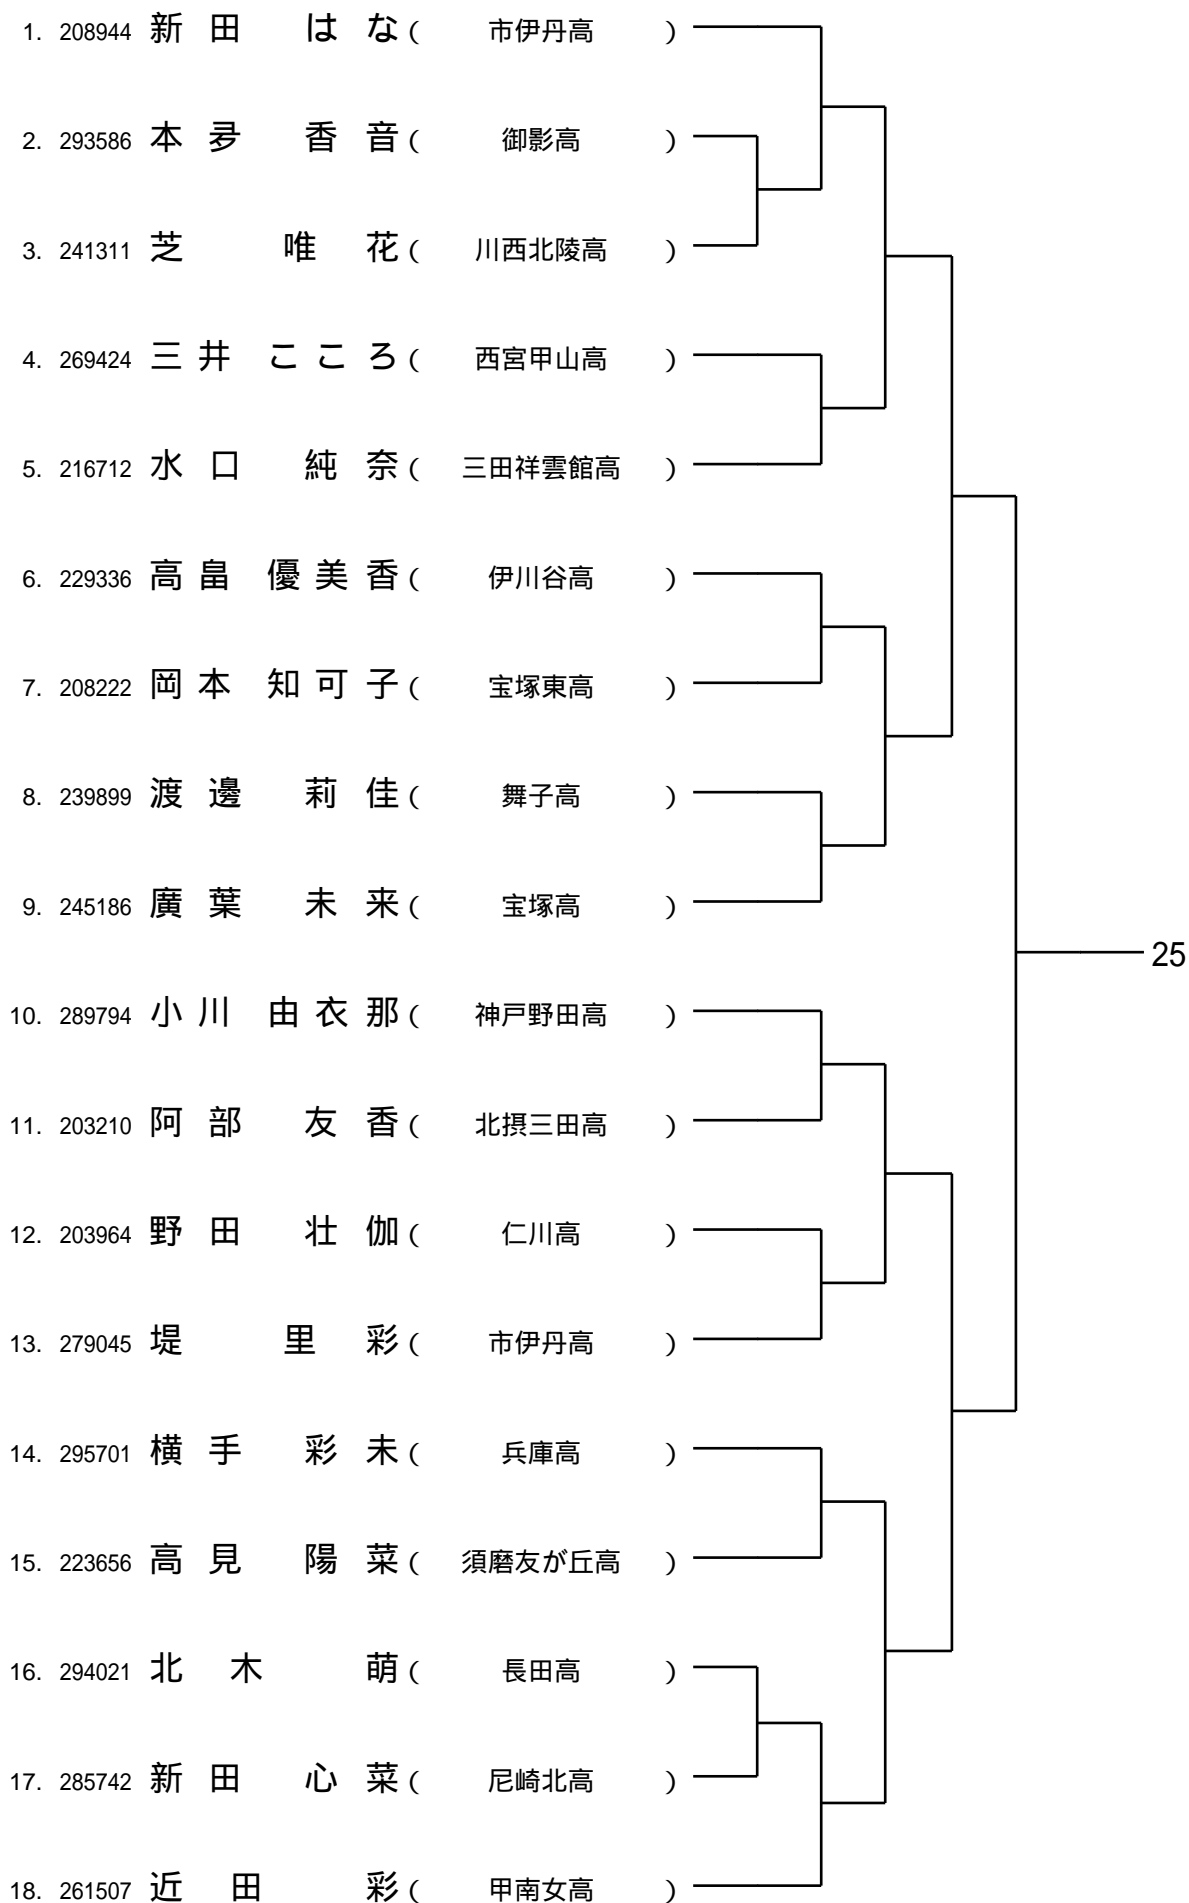 1. 208944 新田 はな ( 市伊丹高 )
2. 293586 本夛 香音 ( 御影高 )
3. 241311 芝 唯花 ( 川西北陵高 )
4. 269424 三井 こころ ( 西宮甲山高 )
5. 216712 水口 純奈 ( 三田祥雲館高 )
6. 229336 高畠 優美香 ( 伊川谷高 )
7. 208222 岡本 知可子 ( 宝塚東高 )
8. 239899 渡邊 莉佳 ( 舞子高 )
9. 245186 廣葉 未来 ( 宝塚高 )
25
10. 289794 小川 由衣那 ( 神戸野田高 )
11. 203210 阿部 友香 ( 北摂三田高 )
12. 203964 野田 壮伽 ( 仁川高 )
13. 279045 堤 里彩 ( 市伊丹高 )
14. 295701 横手 彩未 ( 兵庫高 )
15. 223656 高見 陽菜 ( 須磨友が丘高 )
16. 294021 北木 萌 ( 長田高 )
17. 285742 新田 心菜 ( 尼崎北高 )
18. 261507 近田 彩 ( 甲南女高 )